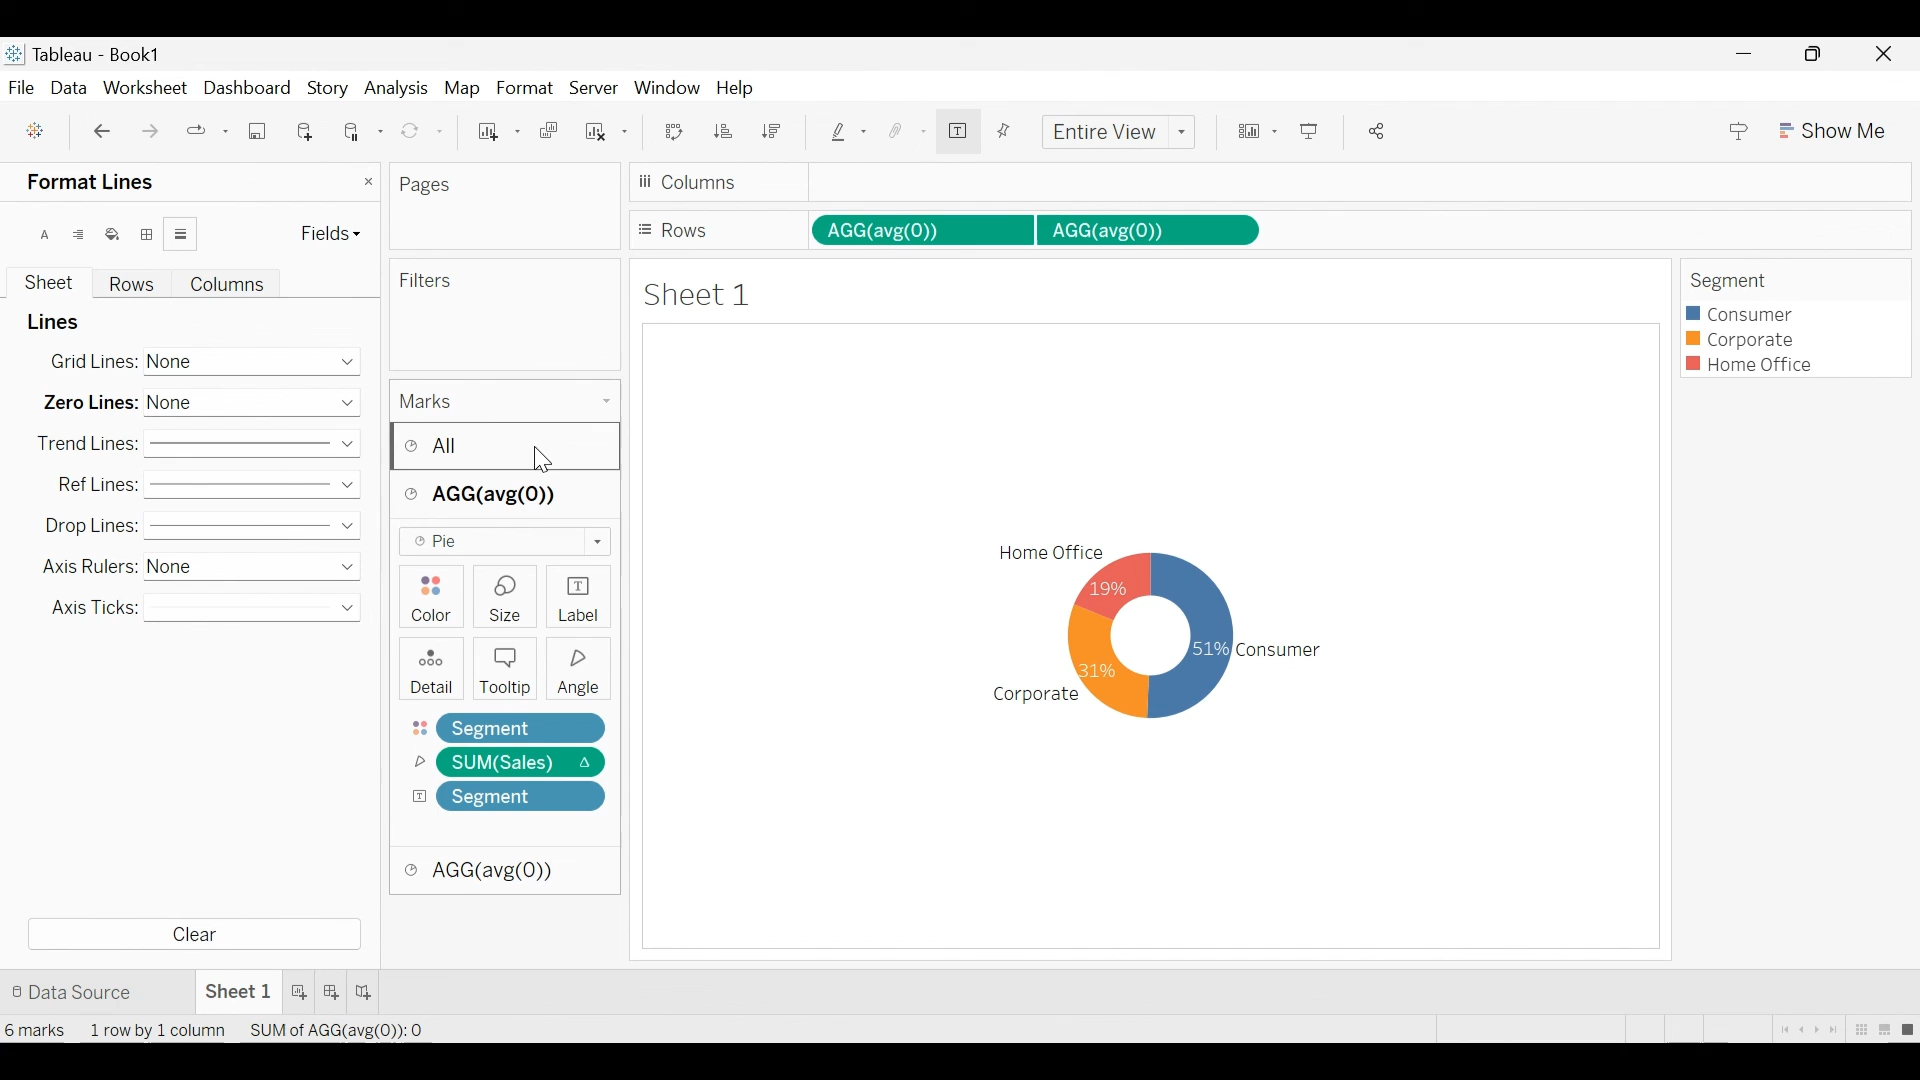 Tableau - Book1
File Data Worksheet Dashboard Story Analysis Map Format Server Window Help
Entire View
Show Me
Format Lines
Fields
Sheet Rows Columns
Lines
Grid Lines: None
Zero Lines: None
Trend Lines:
Ref Lines:
Drop Lines:
Axis Rulers: None
Axis Ticks:
Clear
Pages
Filters
Marks
All
AGG(avg(0))
Pie
Color Size Label
Detail Tooltip Angle
Segment
SUM(Sales) Δ
Segment
AGG(avg(0))
Columns
Rows AGG(avg(0)) AGG(avg(0))
Sheet 1
Home Office
19%
51% Consumer
31%
Corporate
Segment
Consumer
Corporate
Home Office
Data Source Sheet 1
6 marks 1 row by 1 column SUM of AGG(avg(0)): 0